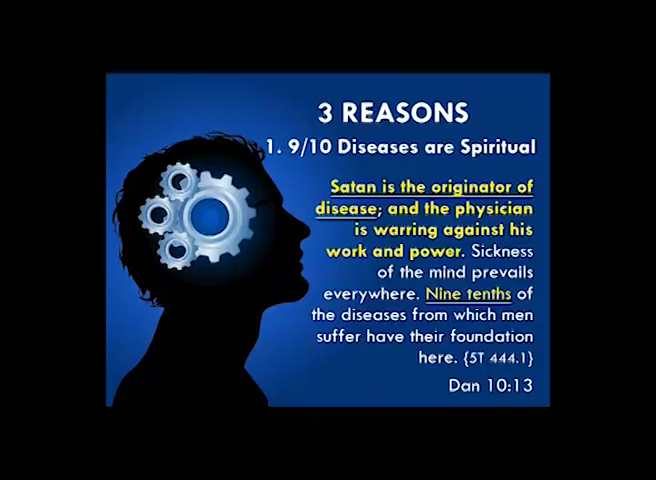 3 REASONS
1. 9/10 Diseases are Spiritual
Satan is the originator of
disease; and the physician
is warring against his
work and power. Sickness
of the mind prevails
everywhere. Nine tenths of
the diseases from which men
suffer have their foundation
here. {5T 444.1}
Dan 10:13